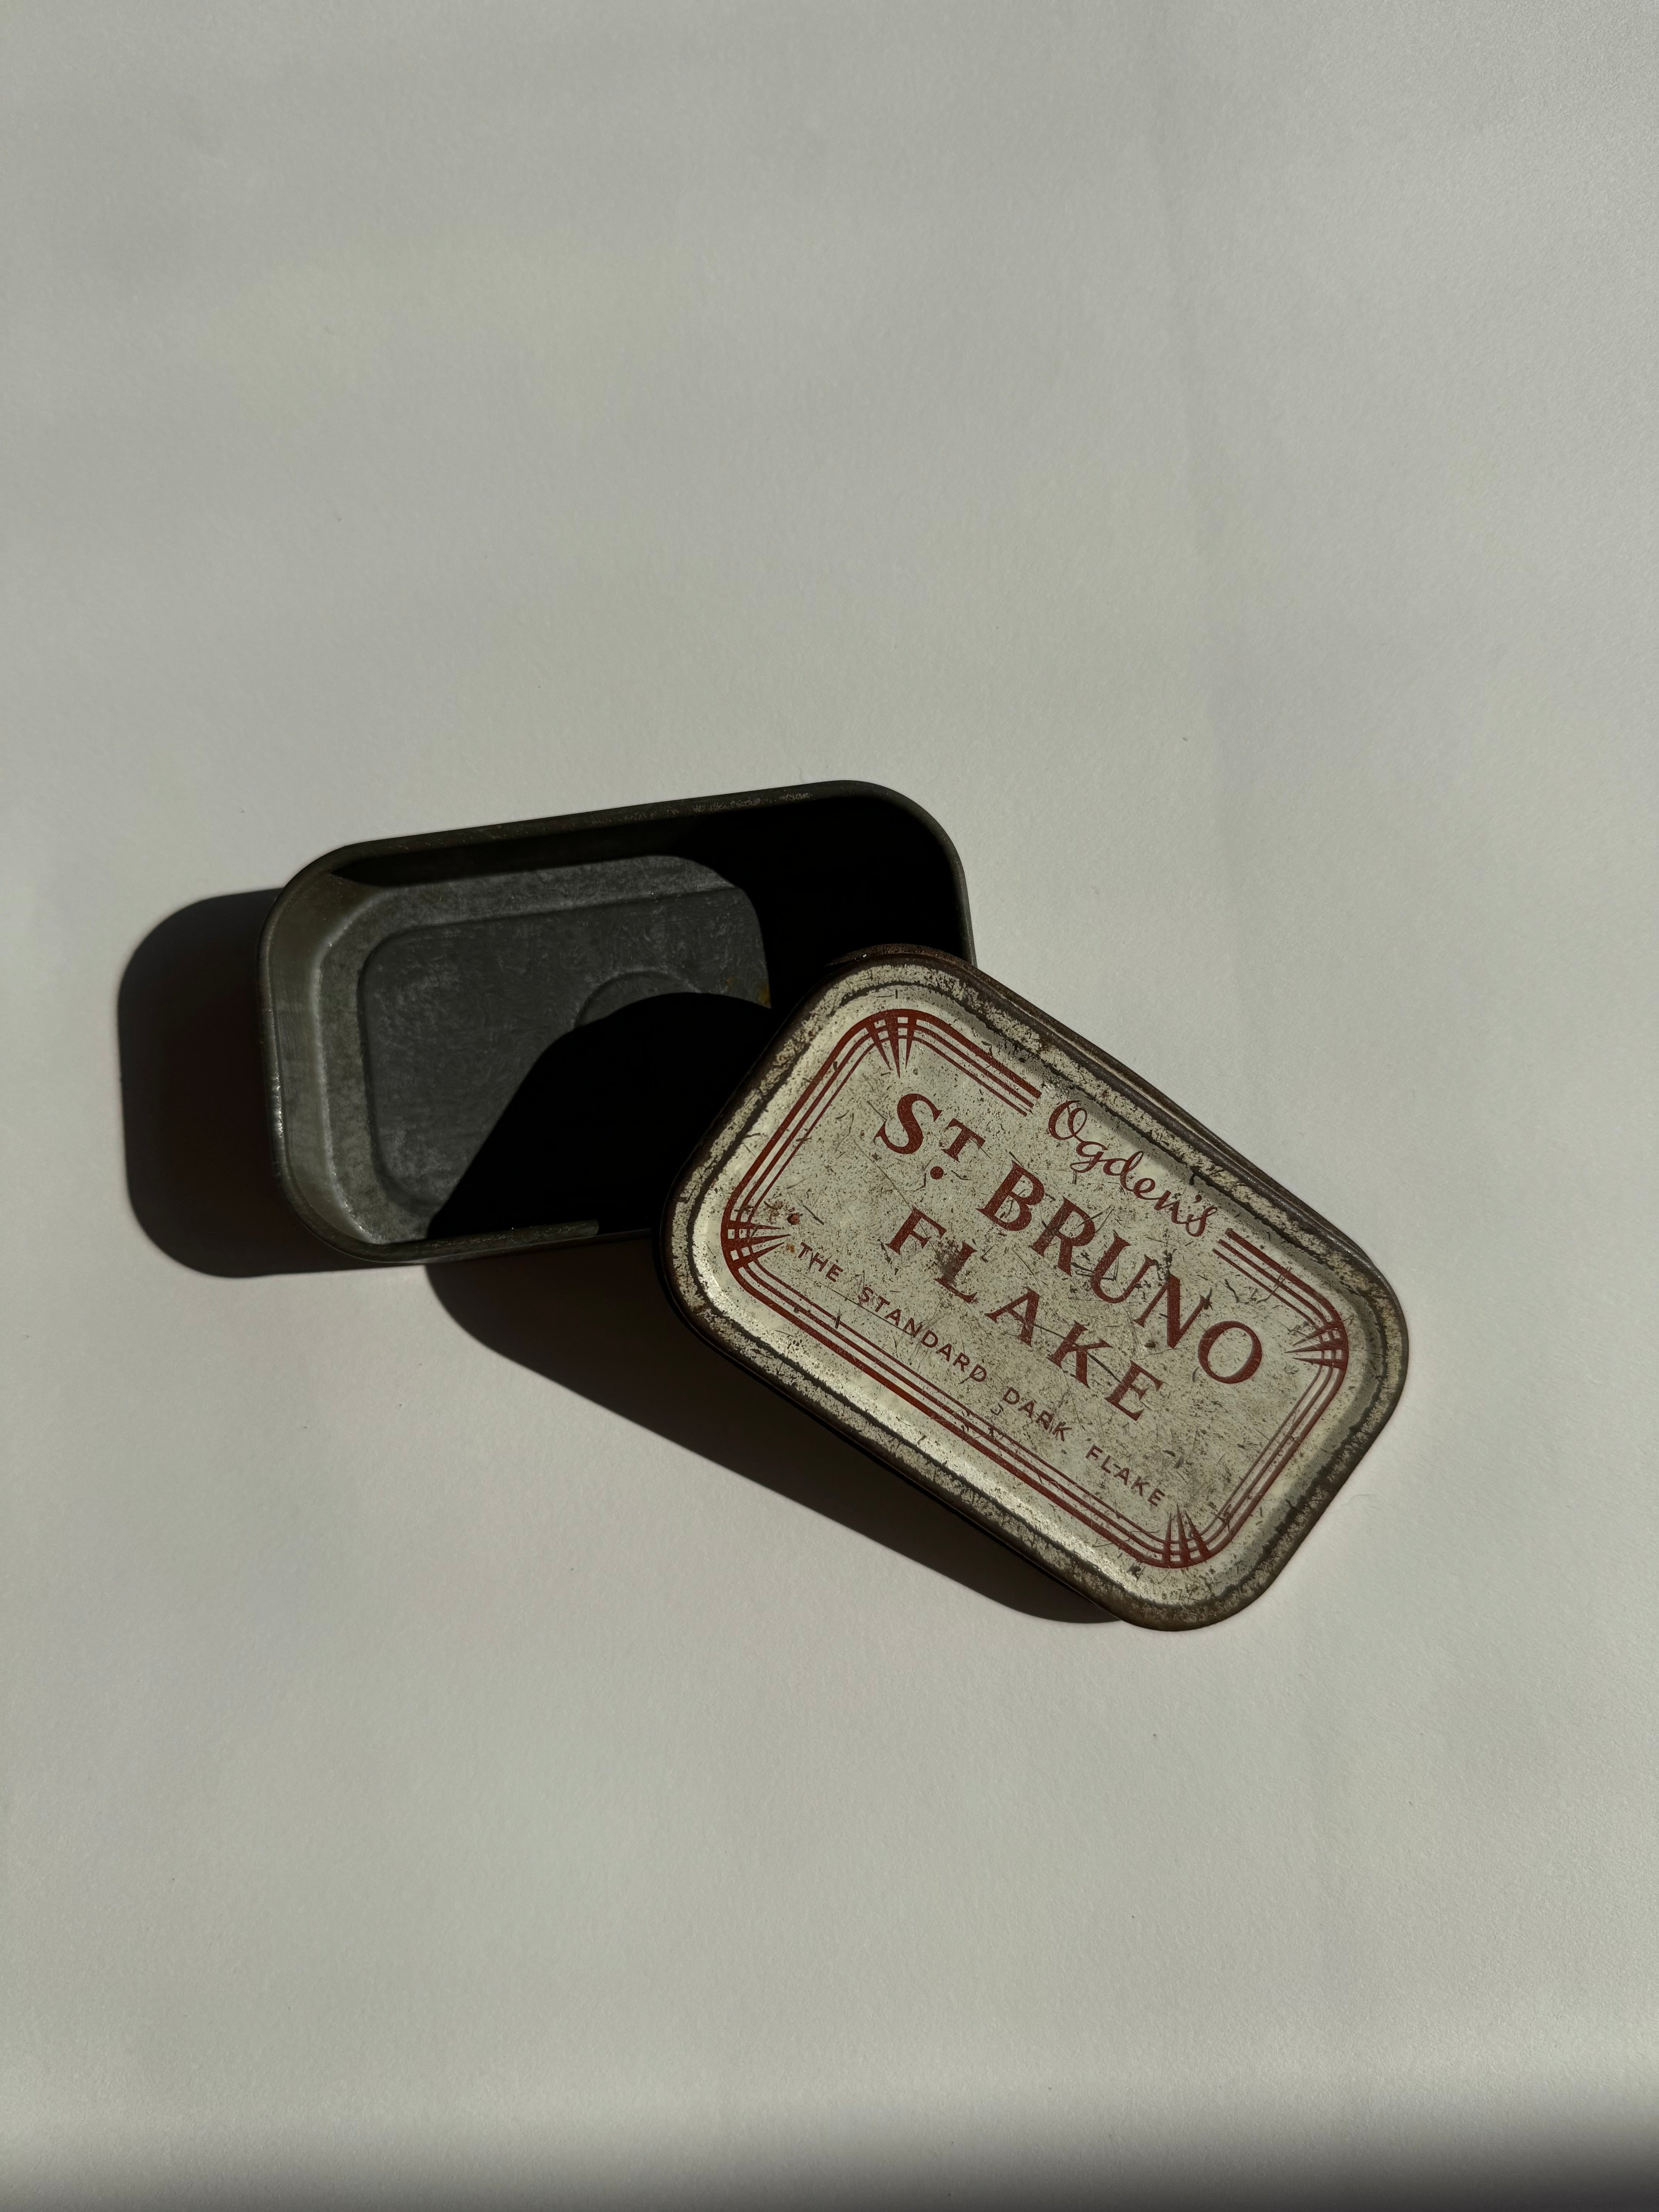 Ogden's
ST. BRUNO
FLAKE
THE STANDARD DARK FLAKE